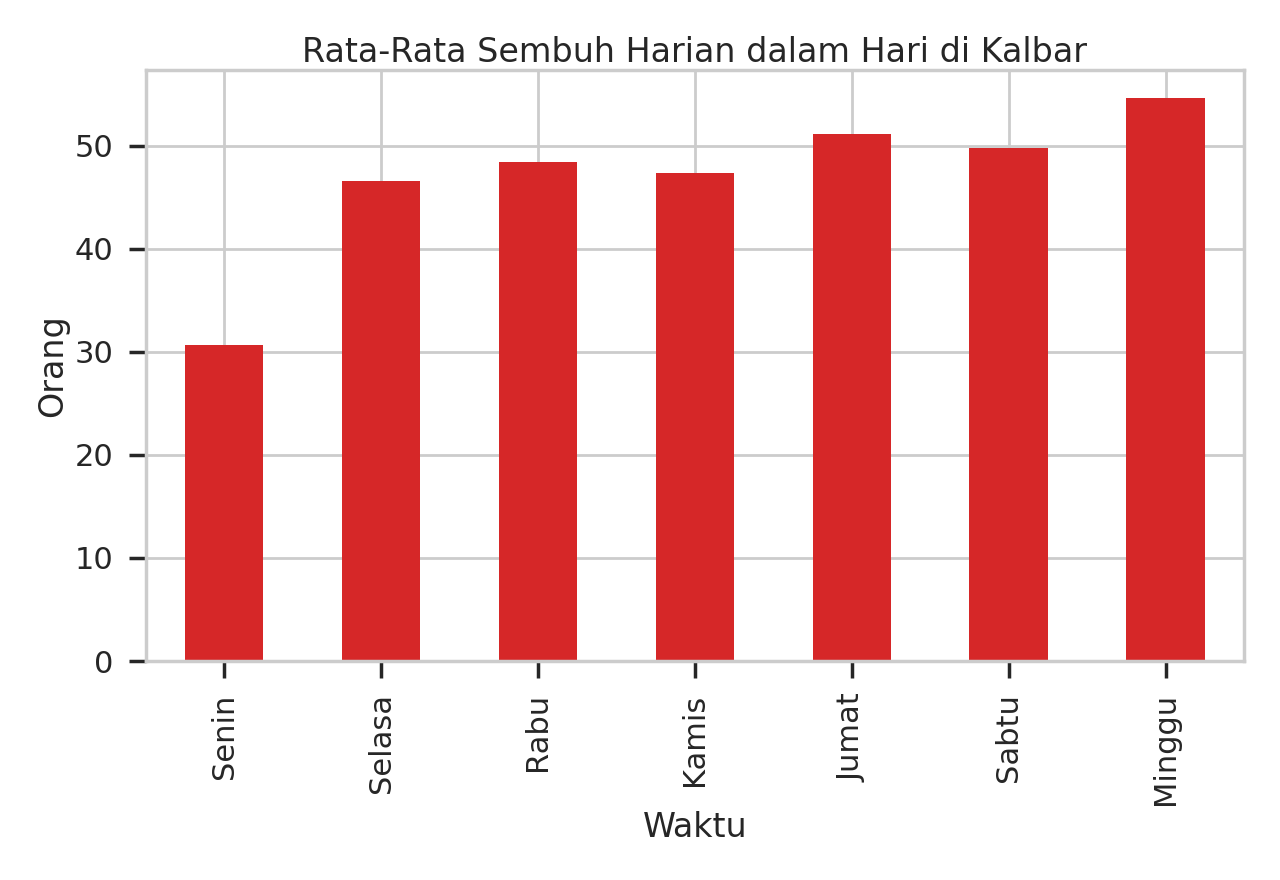 Rata-Rata Sembuh Harian dalam Hari di Kalbar
Orang
50
40
30
20
10
0
Senin
Selasa
Rabu
Kamis
Jumat
Sabtu
Minggu
Waktu